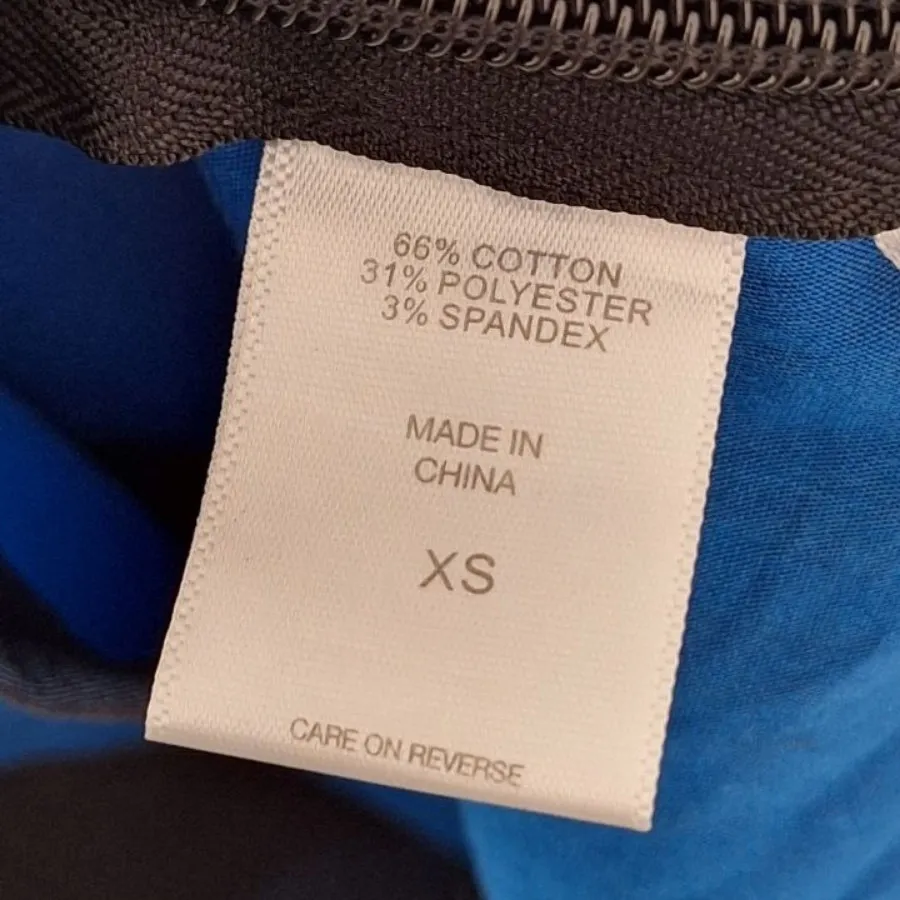 66% COTTON
31% POLYESTER
3% SPANDEX
MADE IN
CHINA
XS
CARE ON REVERSE